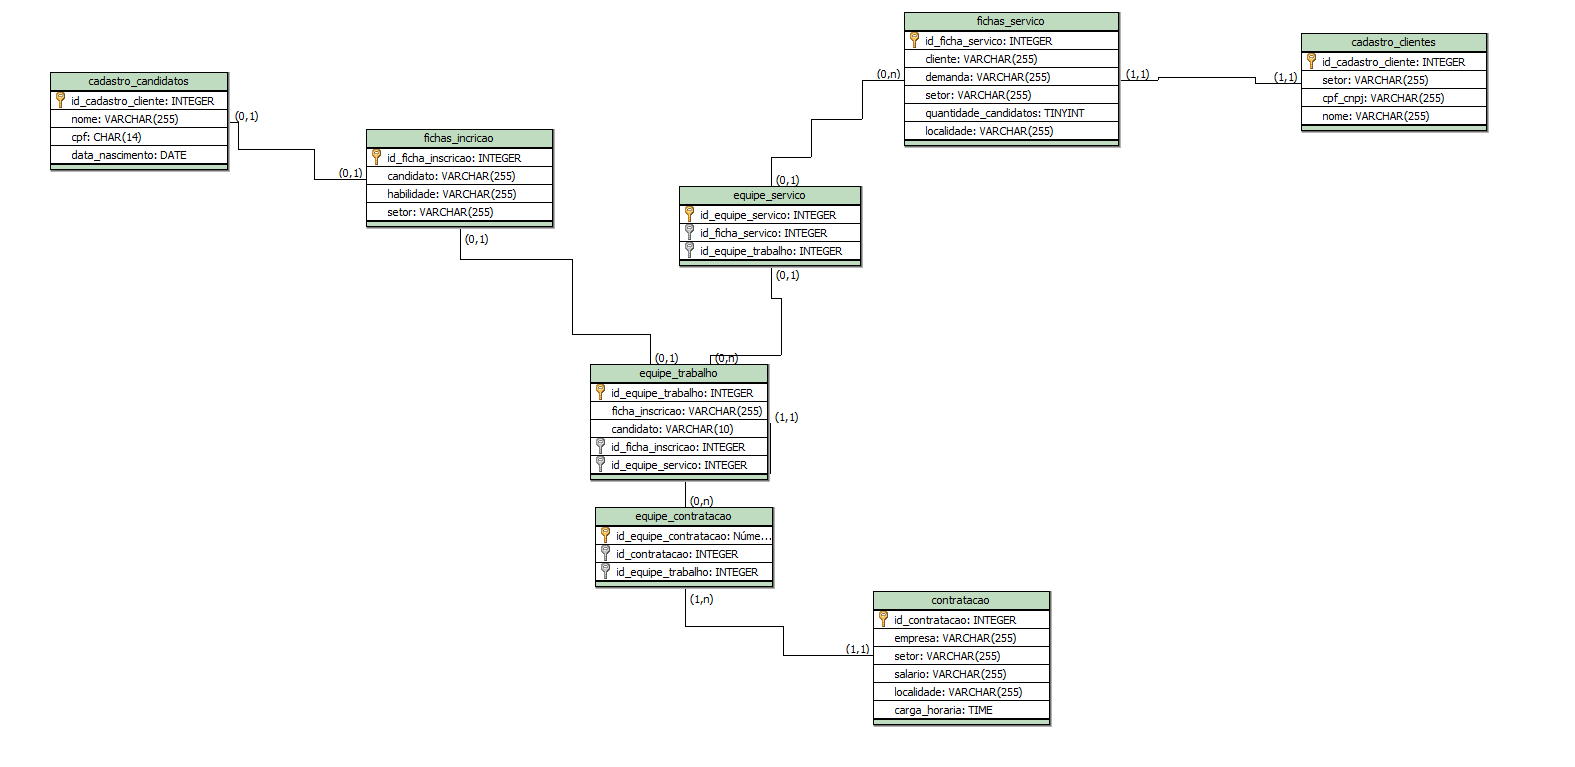 fichas_servico
id_ficha_servico: INTEGER
cliente: VARCHAR(255)
demanda: VARCHAR(255)
setor: VARCHAR(255)
quantidade_candidatos: TINYINT
localidade: VARCHAR(255)
(0,n)
(1,1)
(1,1)
cadastro_clientes
id_cadastro_cliente: INTEGER
setor: VARCHAR(255)
cpf_cnpj: VARCHAR(255)
nome: VARCHAR(255)
cadastro_candidatos
id_cadastro_cliente: INTEGER
nome: VARCHAR(255)
cpf: CHAR(14)
data_nascimento: DATE
(0,1)
(0,1)
fichas_incricao
id_ficha_inscricao: INTEGER
candidato: VARCHAR(255)
habilidade: VARCHAR(255)
setor: VARCHAR(255)
(0,1)
(0,1)
equipe_servico
id_equipe_servico: INTEGER
id_ficha_servico: INTEGER
id_equipe_trabalho: INTEGER
(0,1)
(0,1)
(0,n)
equipe_trabalho
id_equipe_trabalho: INTEGER
ficha_inscricao: VARCHAR(255)
candidato: VARCHAR(10)
id_ficha_inscricao: INTEGER
id_equipe_servico: INTEGER
(1,1)
(0,n)
equipe_contratacao
id_equipe_contratacao: Núme...
id_contratacao: INTEGER
id_equipe_trabalho: INTEGER
(1,n)
(1,1)
contratacao
id_contratacao: INTEGER
empresa: VARCHAR(255)
setor: VARCHAR(255)
salario: VARCHAR(255)
localidade: VARCHAR(255)
carga_horaria: TIME